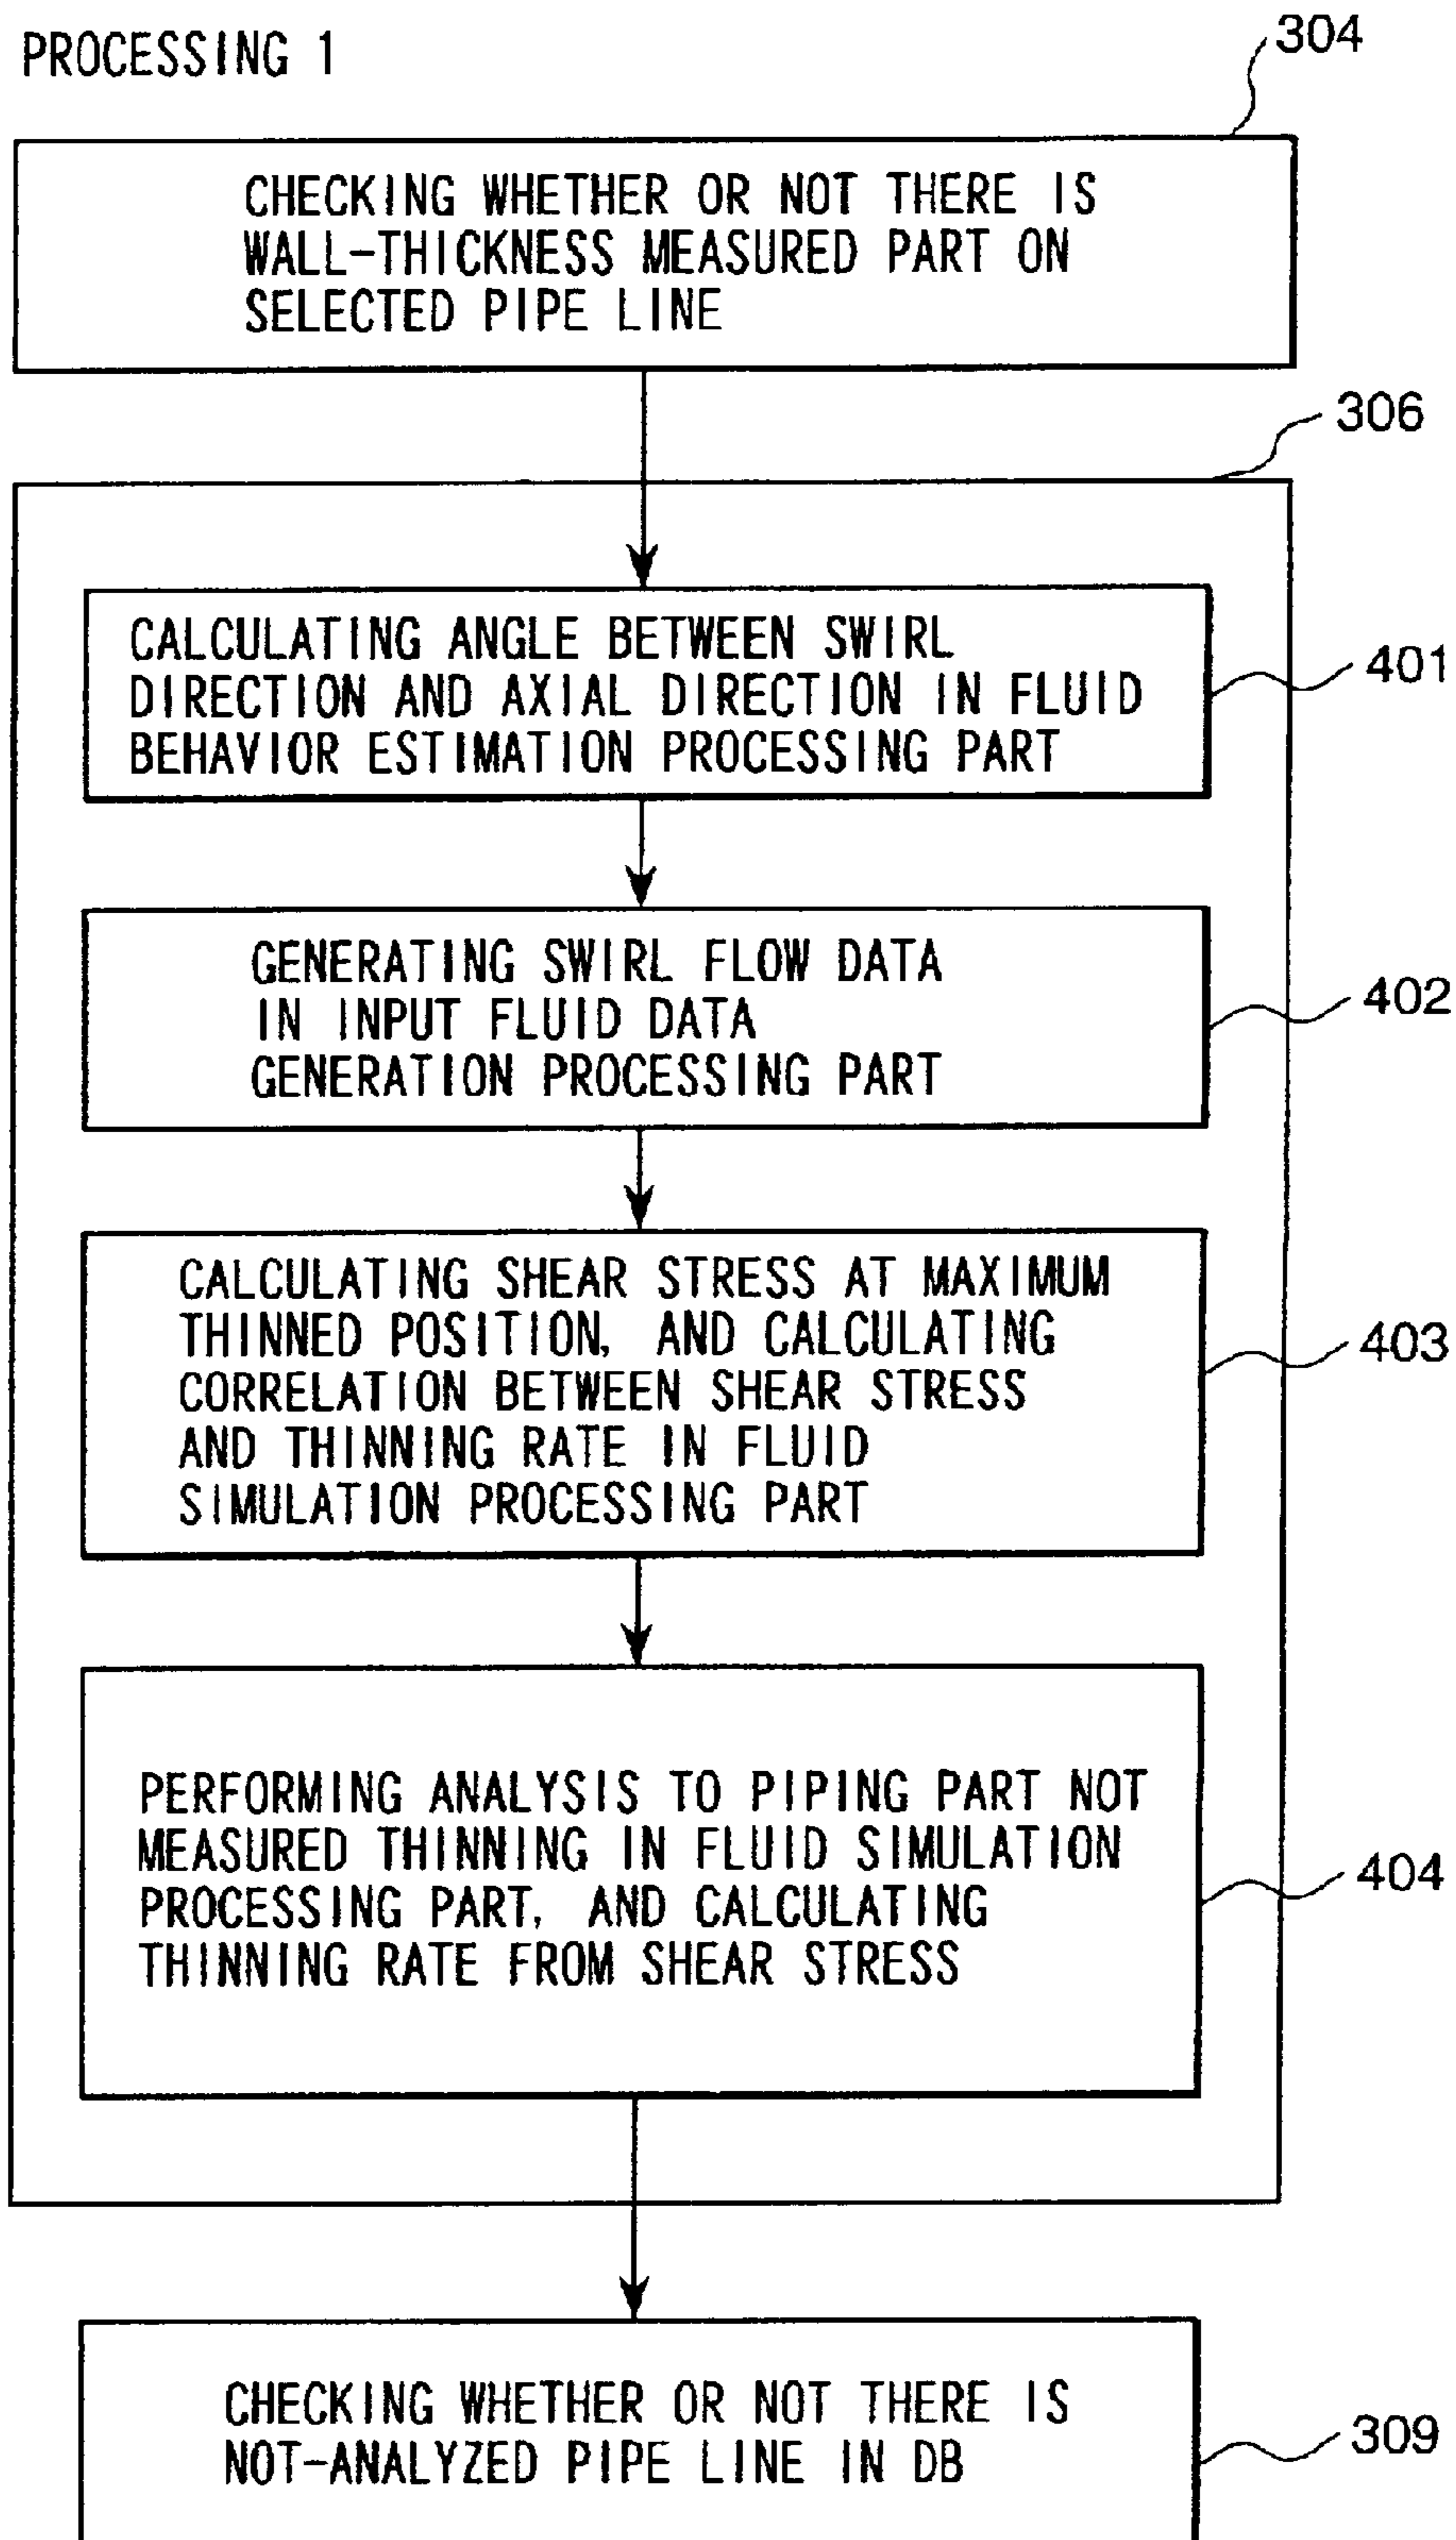 PROCESSING 1
304
CHECKING WHETHER OR NOT THERE IS
WALL-THICKNESS MEASURED PART ON
SELECTED PIPE LINE
306
CALCULATING ANGLE BETWEEN SWIRL
DIRECTION AND AXIAL DIRECTION IN FLUID
BEHAVIOR ESTIMATION PROCESSING PART
401
GENERATING SWIRL FLOW DATA
IN INPUT FLUID DATA
GENERATION PROCESSING PART
402
CALCULATING SHEAR STRESS AT MAXIMUM
THINNED POSITION, AND CALCULATING
CORRELATION BETWEEN SHEAR STRESS
AND THINNING RATE IN FLUID
SIMULATION PROCESSING PART
403
PERFORMING ANALYSIS TO PIPING PART NOT
MEASURED THINNING IN FLUID SIMULATION
PROCESSING PART, AND CALCULATING
THINNING RATE FROM SHEAR STRESS
404
CHECKING WHETHER OR NOT THERE IS
NOT-ANALYZED PIPE LINE IN DB
309